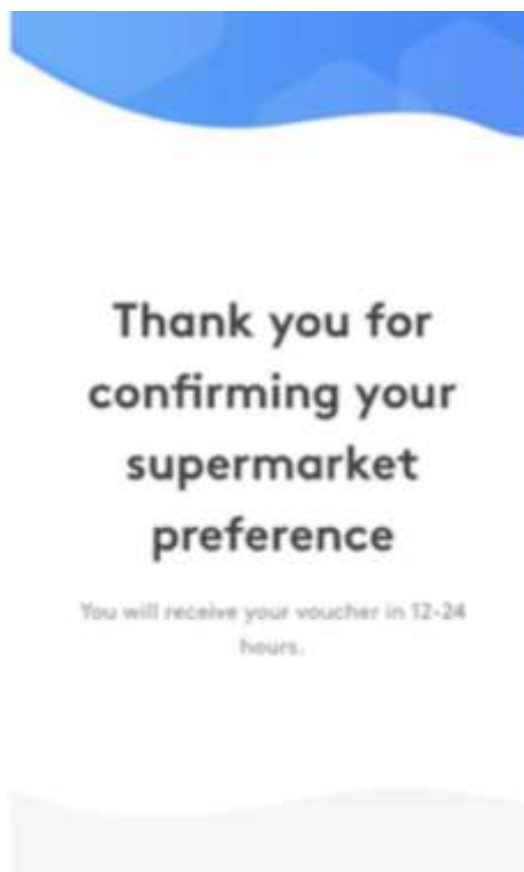 Thank you for
confirming your
supermarket
preference
You will receive your voucher in 12-24
hours.